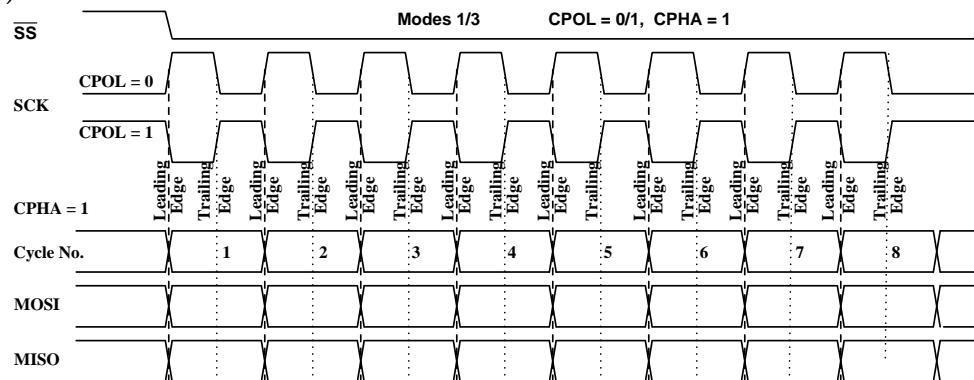 )
SS
Modes 1/3 CPOL = 0/1, CPHA = 1
CPOL = 0
SCK
CPOL = 1
Leading Edge Trailing Edge Leading Edge Trailing Edge Leading Edge Trailing Edge Leading Edge Trailing Edge Leading Edge Trailing Edge Leading Edge Trailing Edge Leading Edge Trailing Edge Leading Edge Trailing Edge
CPHA = 1
Cycle No. 1 2 3 4 5 6 7 8
MOSI
MISO